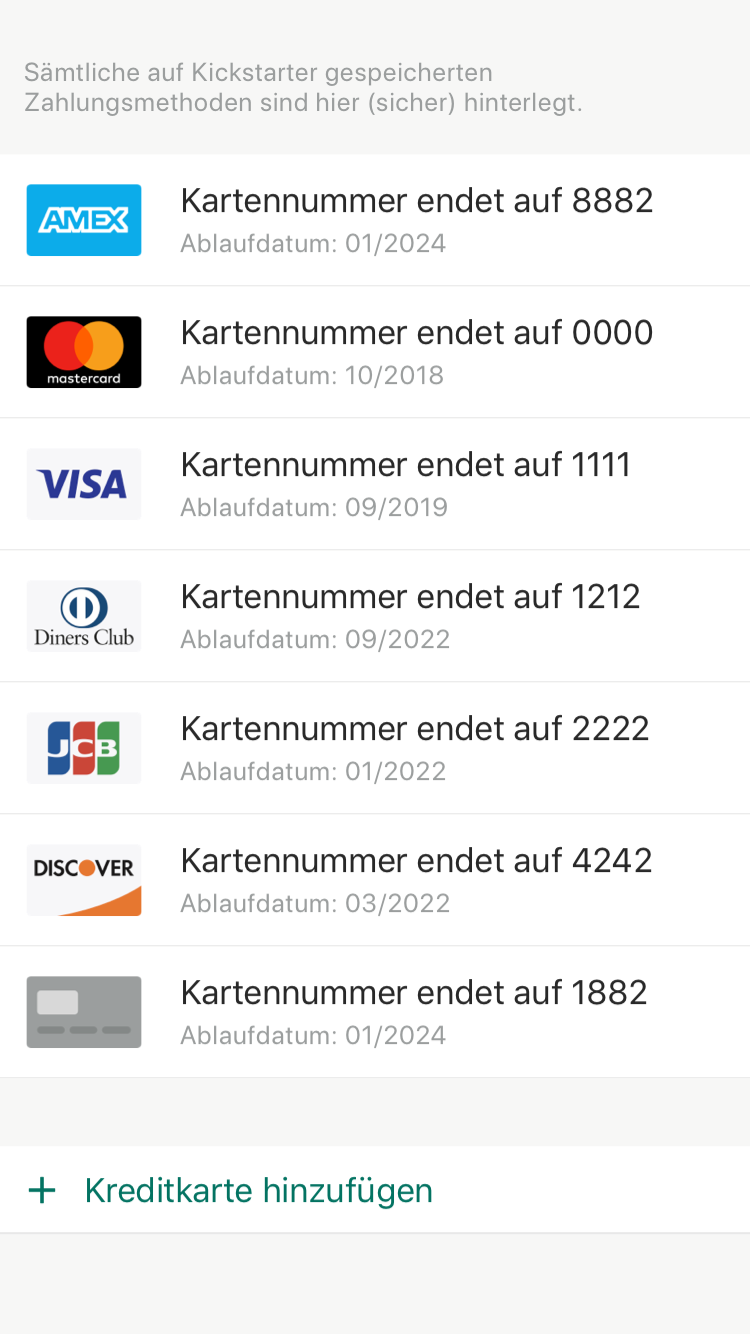 Sämtliche auf Kickstarter gespeicherten
Zahlungsmethoden sind hier (sicher) hinterlegt.
AMEX
Kartennummer endet auf 8882
Ablaufdatum: 01/2024
mastercard
Kartennummer endet auf 0000
Ablaufdatum: 10/2018
VISA
Kartennummer endet auf 1111
Ablaufdatum: 09/2019
Diners Club
Kartennummer endet auf 1212
Ablaufdatum: 09/2022
JCB
Kartennummer endet auf 2222
Ablaufdatum: 01/2022
DISCOVER
Kartennummer endet auf 4242
Ablaufdatum: 03/2022
Kartennummer endet auf 1882
Ablaufdatum: 01/2024
+ Kreditkarte hinzufügen